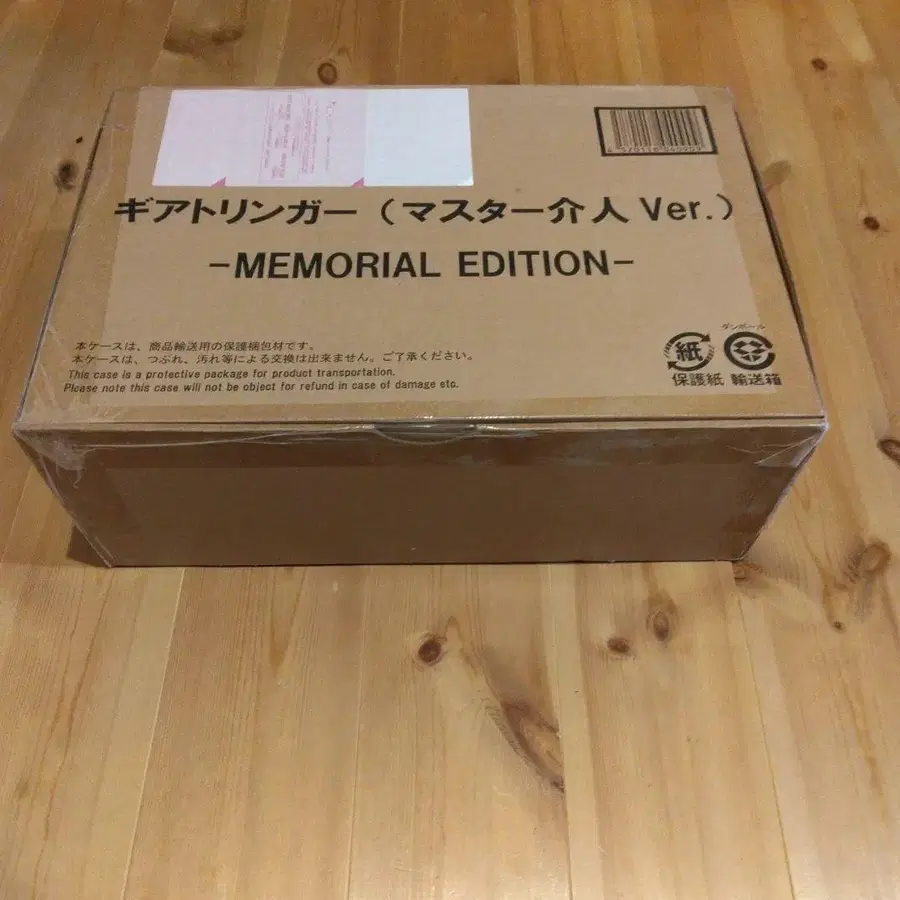 ギアトリンガー（マスター介人 Ver.）
-MEMORIAL EDITION-
本ケースは、商品輸送用の保護梱包材です。
本ケースは、つぶれ、汚れ等による交換は出来ません。ご了承ください。
This case is a protective package for product transportation.
Please note this case will not be object for refund in case of damage etc.
紙
ダンボール
保護紙 輸送箱